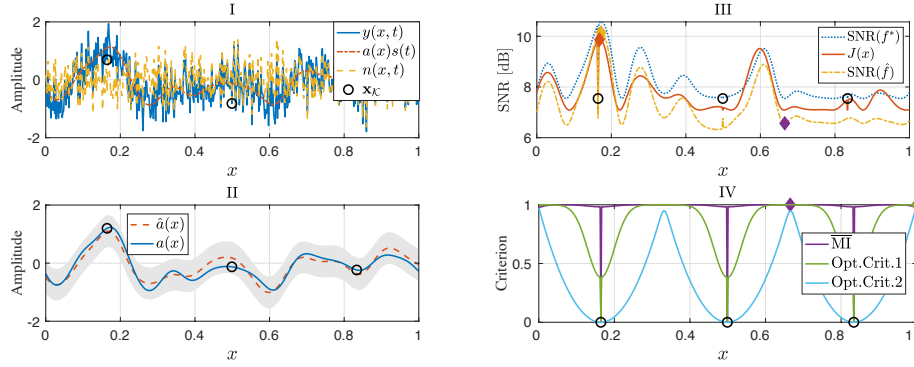 I
Amplitude
2
0
-2
y(x, t)
a(x)s(t)
n(x, t)
x_𝒦
0 0.2 0.4 0.6 0.8 1
x
III
SNR [dB]
10
8
6
SNR(f*)
J(x)
SNR(f̂)
0 0.2 0.4 0.6 0.8 1
x
II
Amplitude
2
0
-2
â(x)
a(x)
0 0.2 0.4 0.6 0.8 1
x
IV
Criterion
1
0.5
0
M̅I̅
Opt.Crit.1
Opt.Crit.2
0 0.2 0.4 0.6 0.8 1
x